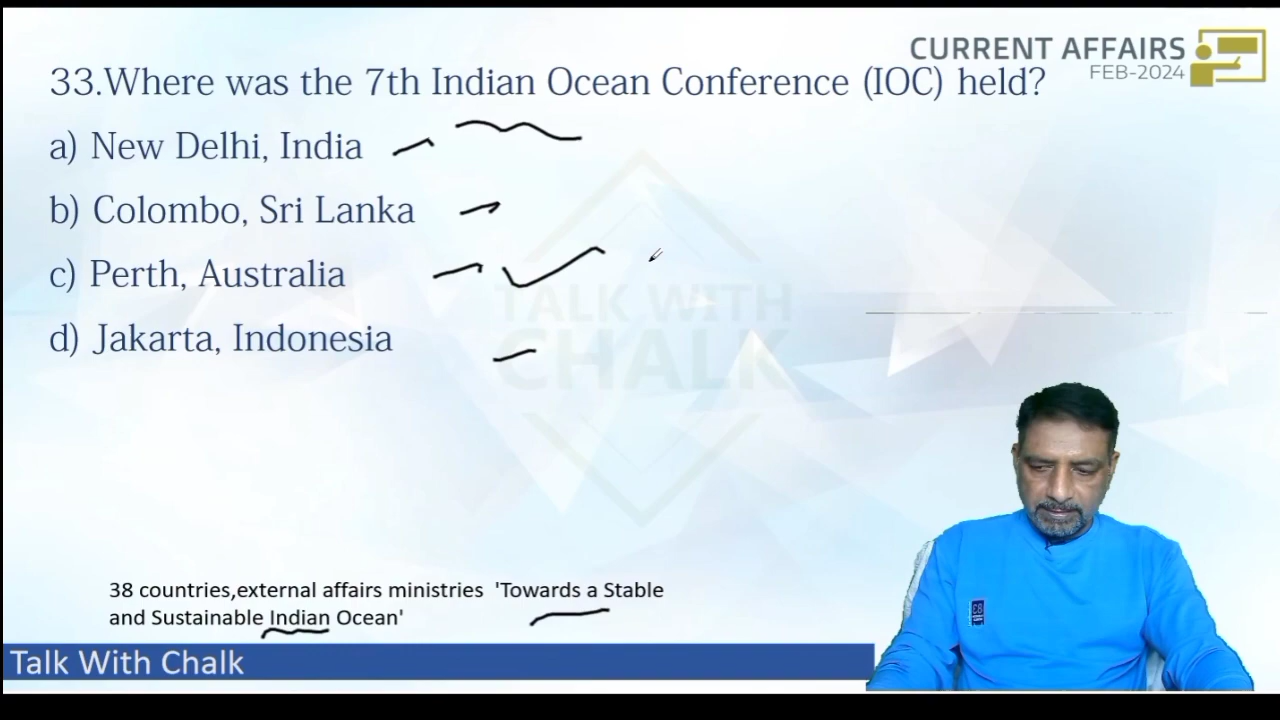 CURRENT AFFAIRS
FEB-2024
33.Where was the 7th Indian Ocean Conference (IOC) held?
a) New Delhi, India
b) Colombo, Sri Lanka
c) Perth, Australia
d) Jakarta, Indonesia
TALK WITH
CHALK
38 countries,external affairs ministries 'Towards a Stable
and Sustainable Indian Ocean'
Talk With Chalk